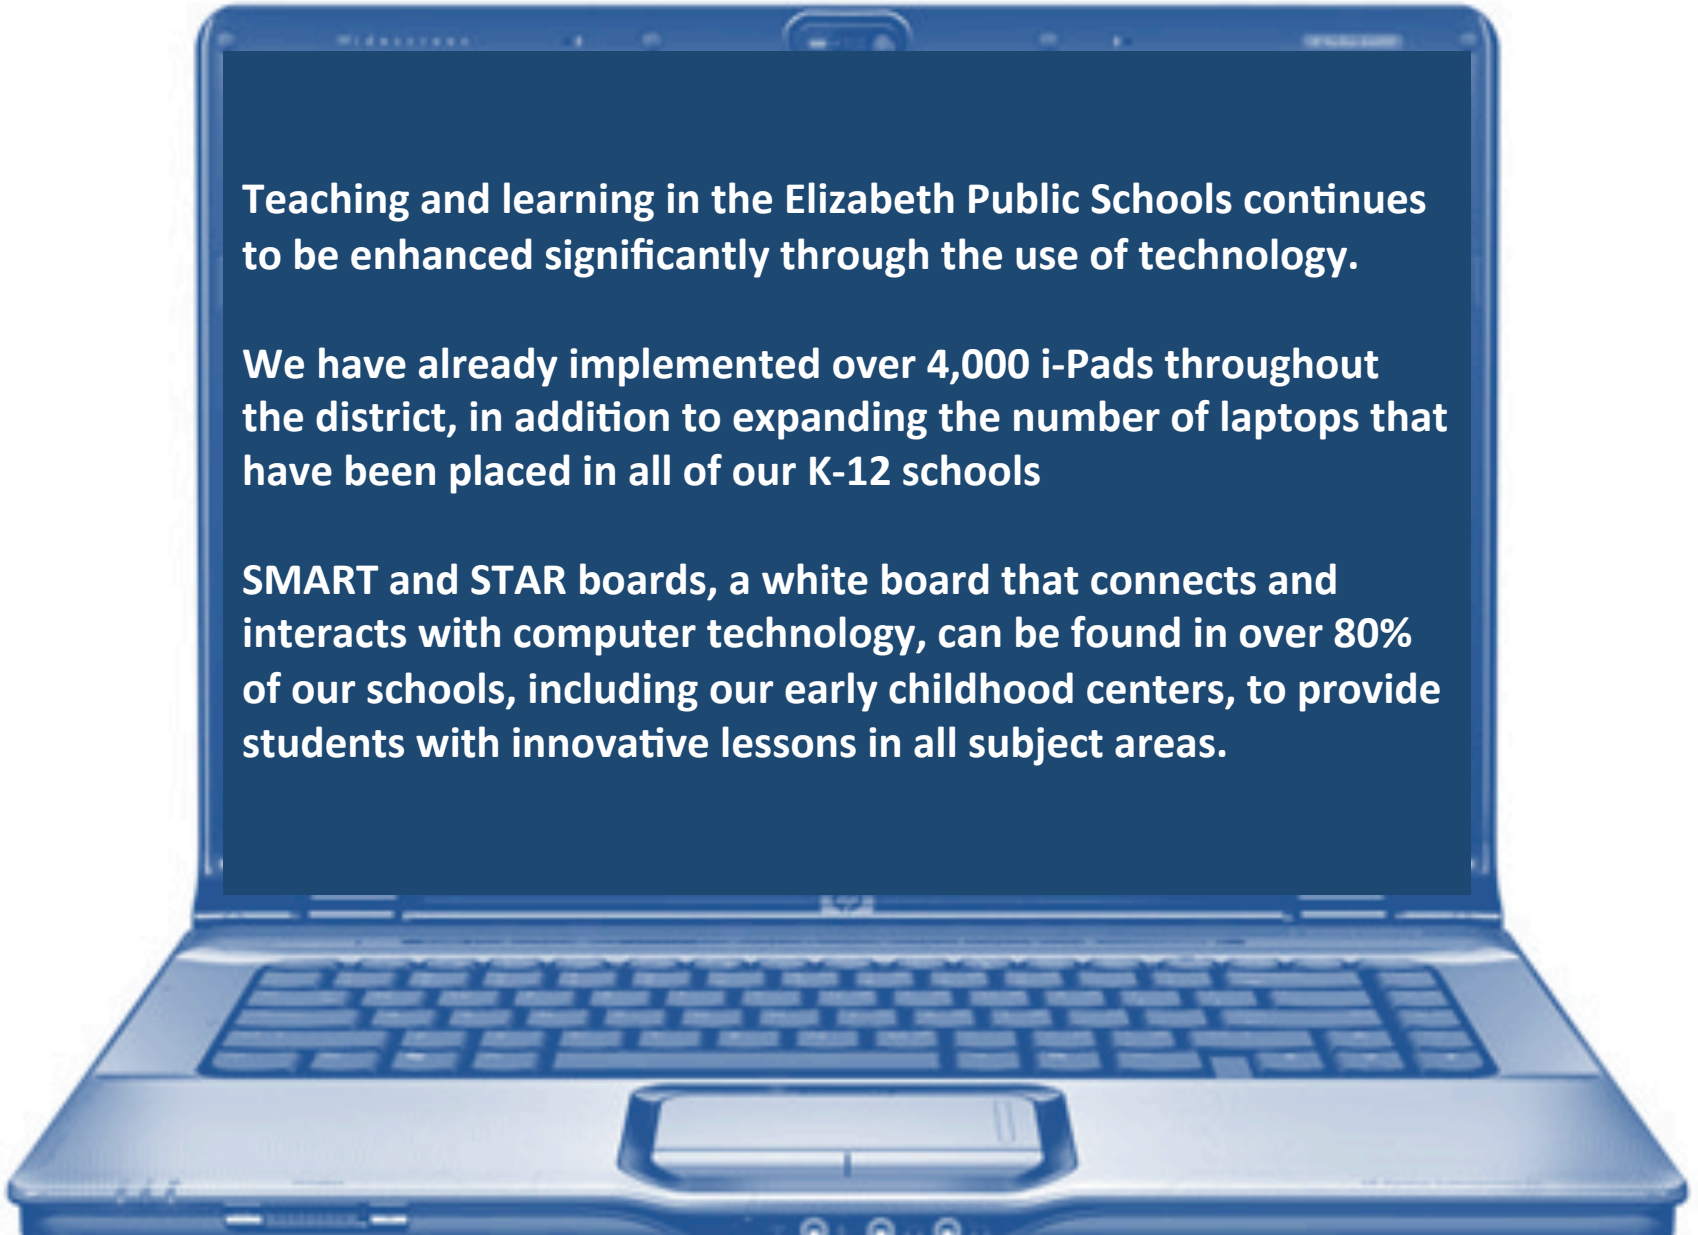 Widescreen
Teaching and learning in the Elizabeth Public Schools continues
to be enhanced significantly through the use of technology.
We have already implemented over 4,000 i-Pads throughout
the district, in addition to expanding the number of laptops that
have been placed in all of our K-12 schools
SMART and STAR boards, a white board that connects and
interacts with computer technology, can be found in over 80%
of our schools, including our early childhood centers, to provide
students with innovative lessons in all subject areas.
hp